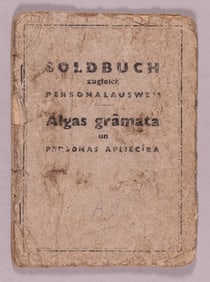 SOLDBUCH
zugleich
PERSONALAUSWEIS
Algas grāmata
un
PERSONAS APLIECĪBA